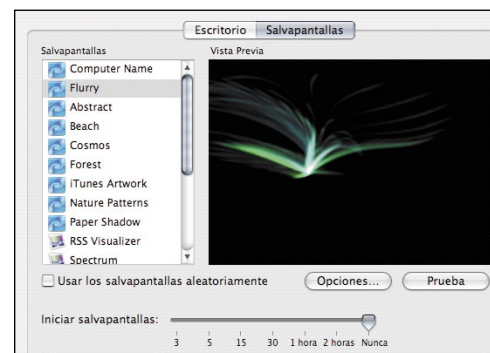 Escritorio Salvapantallas
Salvapantallas
Vista Previa
Computer Name
Flurry
Abstract
Beach
Cosmos
Forest
iTunes Artwork
Nature Patterns
Paper Shadow
RSS Visualizer
Spectrum
Usar los salvapantallas aleatoriamente
Opciones... Prueba
Iniciar salvapantallas:
3 5 15 30 1 hora 2 horas Nunca